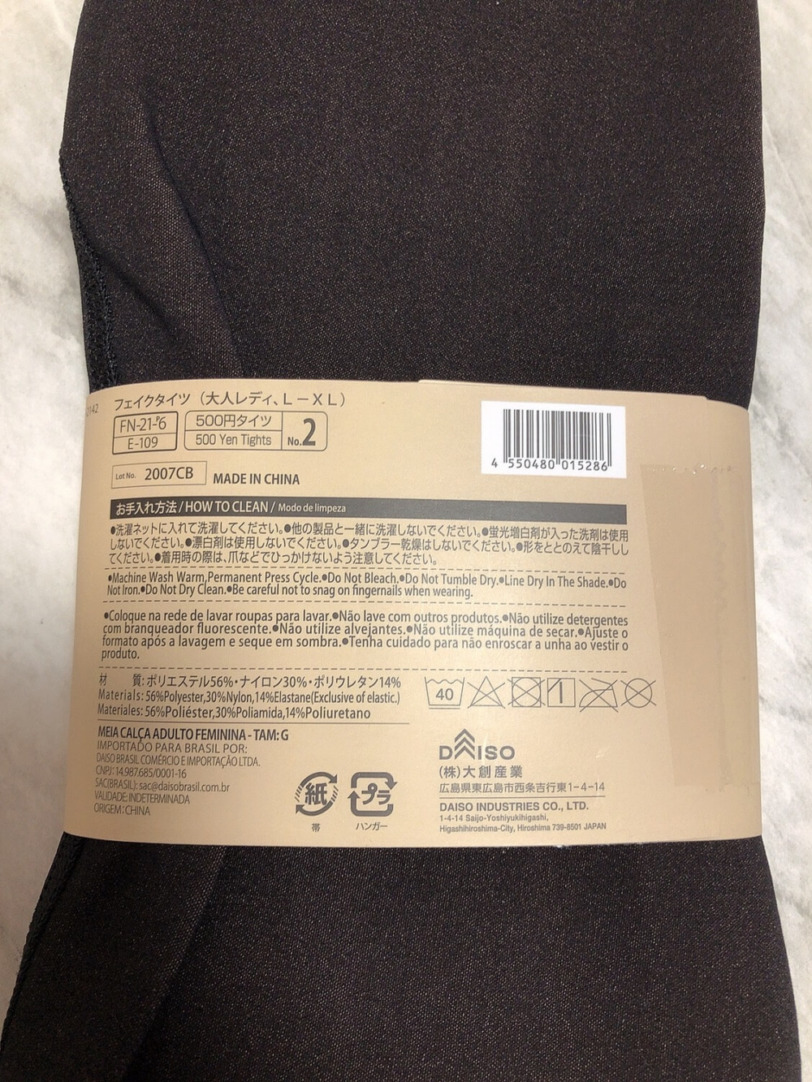 フェイクタイツ（大人レディ、L－XL）
FN-21-P6
E-109
500円タイツ
500 Yen Tights
No.2
4 550480 015286
Lot No. 2007CB
MADE IN CHINA
お手入れ方法 / HOW TO CLEAN / Modo de limpeza
●洗濯ネットに入れて洗濯してください。●他の製品と一緒に洗濯しないでください。●蛍光増白剤が入った洗剤は使用
しないでください。●漂白剤は使用しないでください。●タンブラー乾燥はしないでください。●形をととのえて陰干しし
てください。●着用時の際は、爪などでひっかけないよう注意してください。
●Machine Wash Warm,Permanent Press Cycle.●Do Not Bleach.●Do Not Tumble Dry.●Line Dry In The Shade.●Do
Not Iron.●Do Not Dry Clean.●Be careful not to snag on fingernails when wearing.
●Coloque na rede de lavar roupas para lavar.●Não lave com outros produtos.●Não utilize detergentes
com branqueador fluorescente.●Não utilize alvejantes.●Não utilize máquina de secar.●Ajuste o
formato após a lavagem e seque em sombra.●Tenha cuidado para não enroscar a unha ao vestir o
produto.
材 質: ポリエステル56%・ナイロン30%・ポリウレタン14%
Materials: 56%Polyester,30%Nylon,14%Elastane(Exclusive of elastic.)
Materiales: 56%Poliéster,30%Poliamida,14%Poliuretano
40
MEIA CALÇA ADULTO FEMININA - TAM: G
IMPORTADO PARA BRASIL POR:
DAISO BRASIL COMÉRCIO E IMPORTAÇÃO LTDA.
CNPJ: 14.987.685/0001-16
SAC(BRASIL): sac@daisobrasil.com.br
VALIDADE: INDETERMINADA
ORIGEM: CHINA
紙
帯
プラ
ハンガー
DAISO
(株)大創産業
広島県東広島市西条吉行東1-4-14
DAISO INDUSTRIES CO., LTD.
1-4-14 Saijo-Yoshiyukihigashi,
Higashihiroshima-City, Hiroshima 739-8501 JAPAN